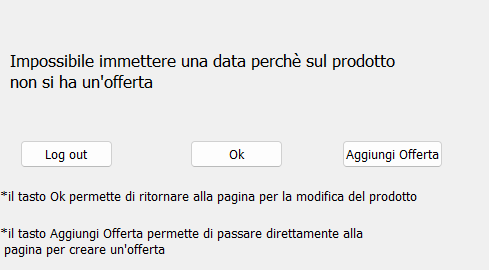 Impossibile immettere una data perchè sul prodotto
non si ha un'offerta
Log out
Ok
Aggiungi Offerta
*il tasto Ok permette di ritornare alla pagina per la modifica del prodotto
*il tasto Aggiungi Offerta permette di passare direttamente alla
pagina per creare un'offerta